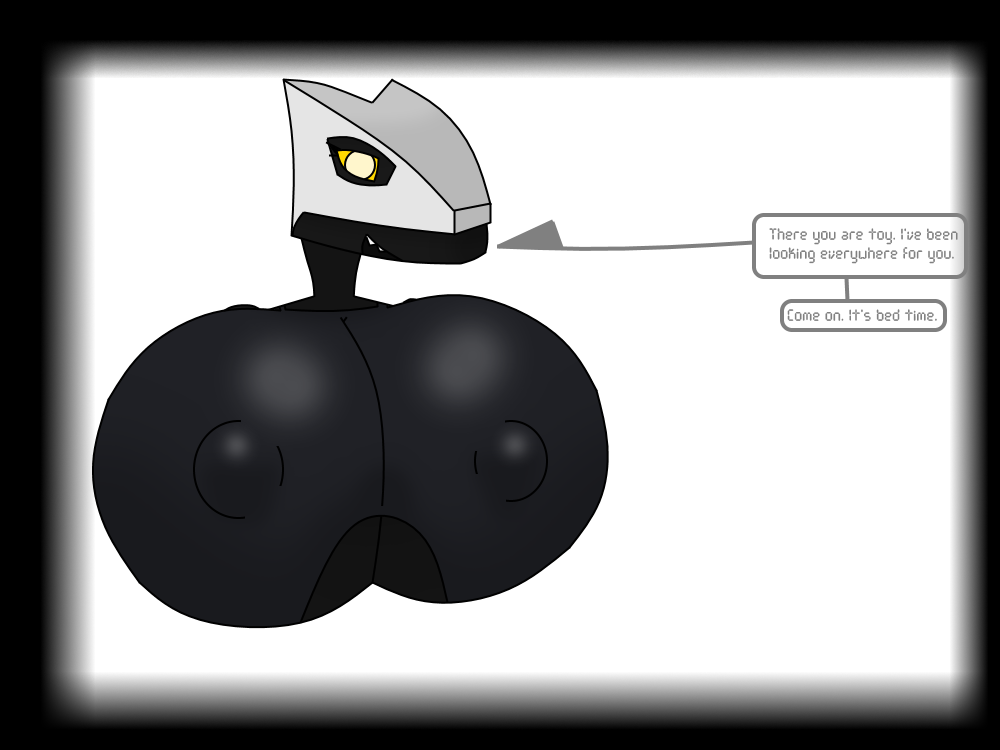 There you are toy. I've been
looking everywhere for you.
Come on. It's bed time.